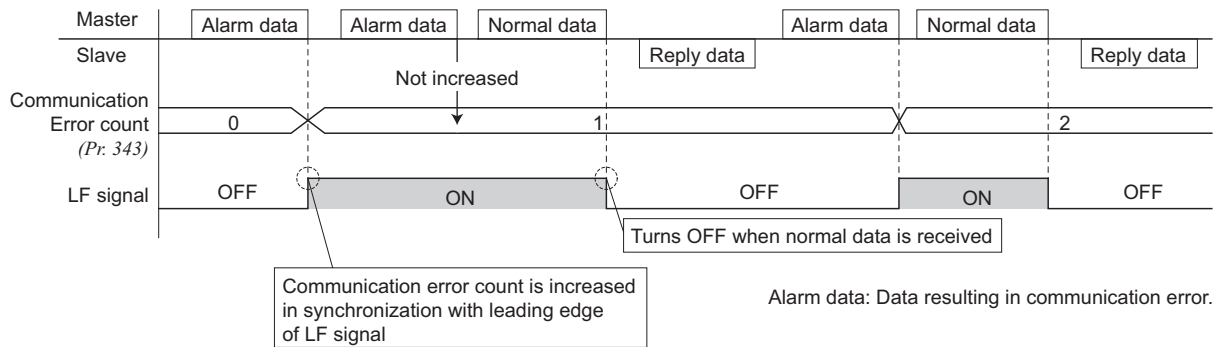 Master
Alarm data
Alarm data
Normal data
Alarm data
Normal data
Slave
Reply data
Reply data
Not increased
Communication
Error count
(Pr. 343)
0
1
2
LF signal
OFF
ON
OFF
ON
OFF
Turns OFF when normal data is received
Communication error count is increased
in synchronization with leading edge
of LF signal
Alarm data: Data resulting in communication error.